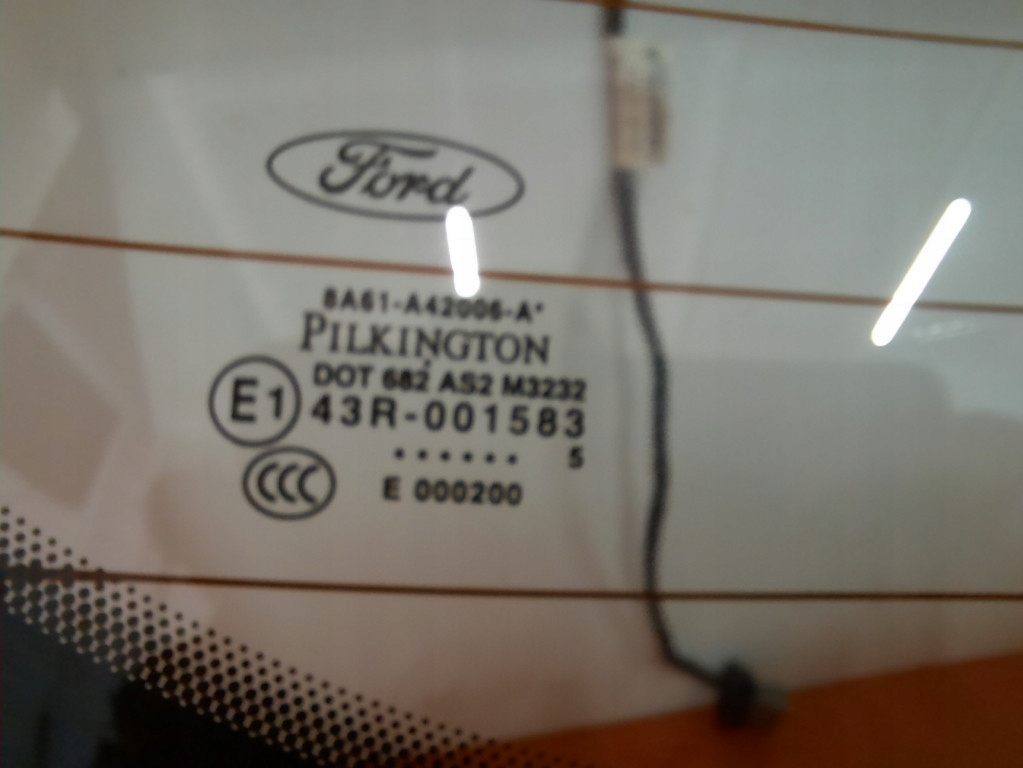 Ford
8A61-A42006-A*
PILKINGTON
DOT 682 AS2 M3232
E1 43R-001583
...... 5
CCC E 000200